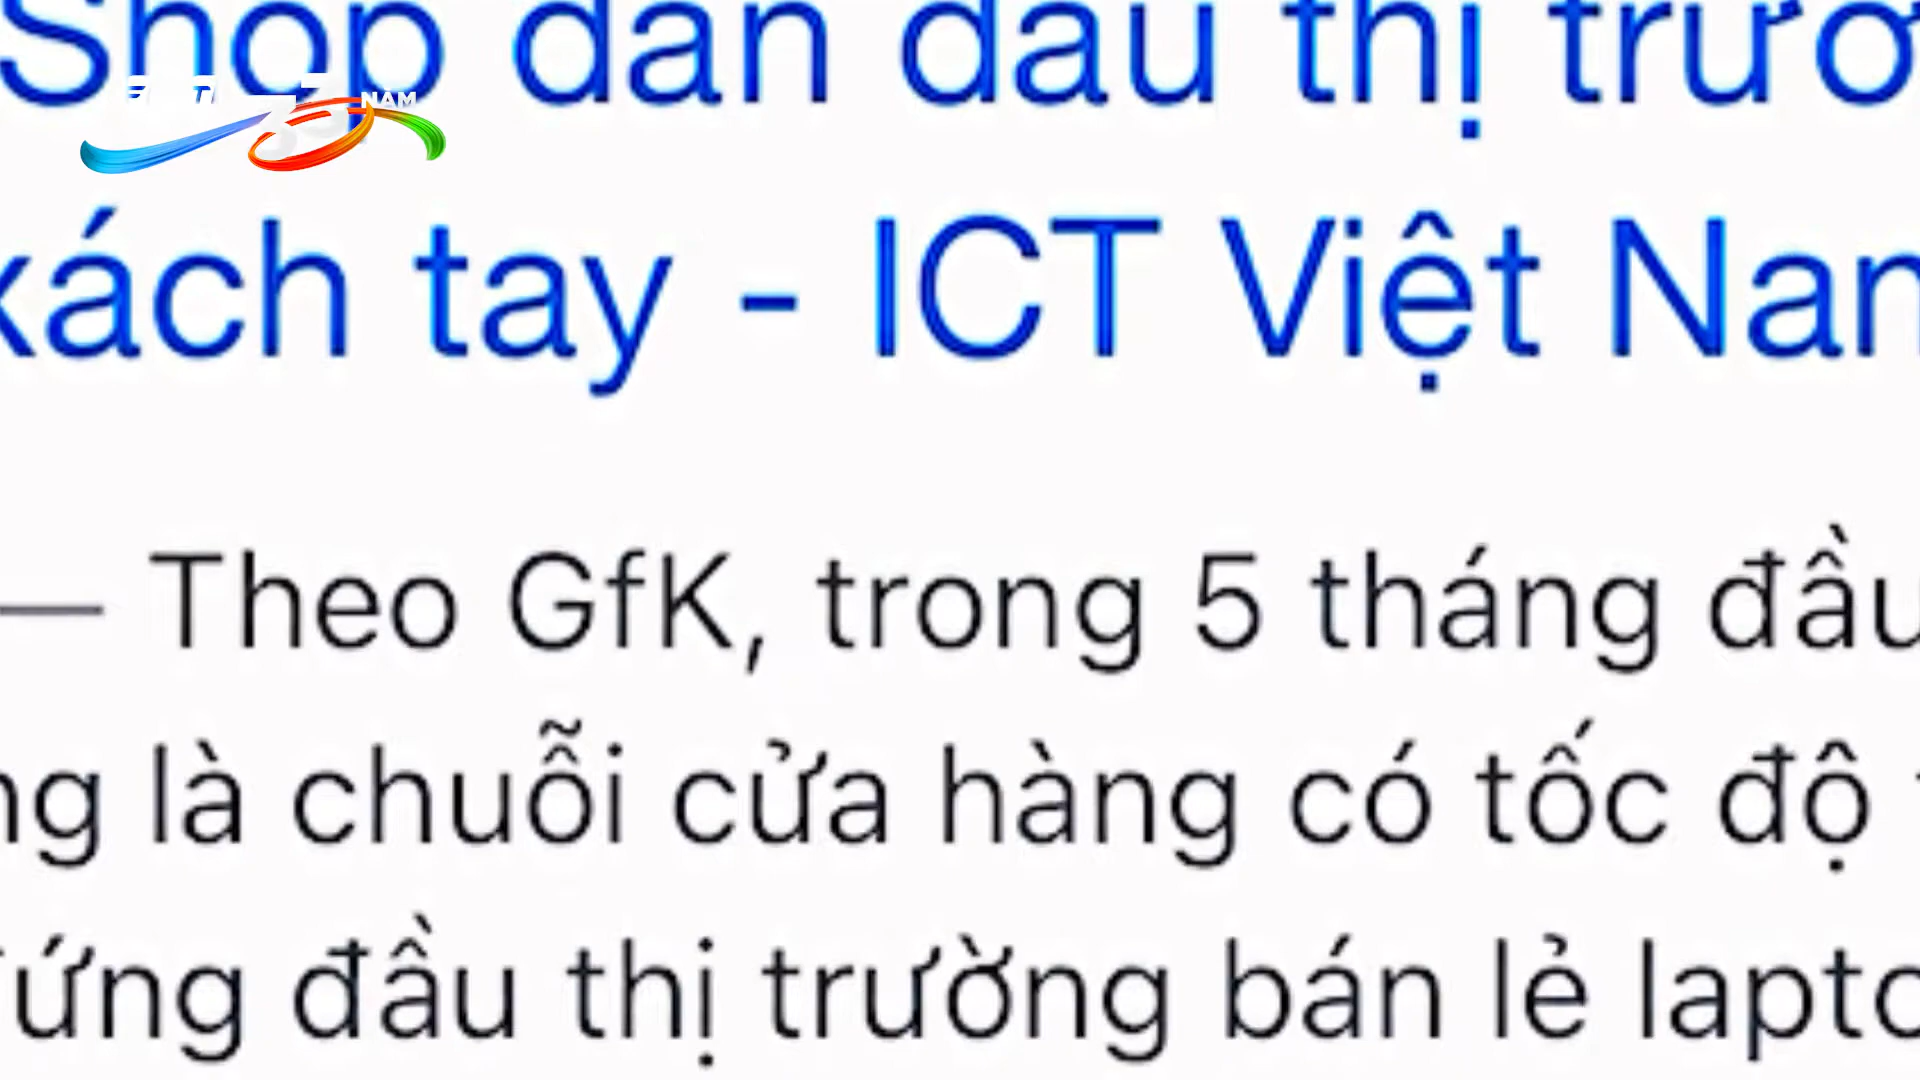 Shop dẫn đầu thị trườ
xách tay - ICT Việt Nam
NĂM
— Theo GfK, trong 5 tháng đầu
ng là chuỗi cửa hàng có tốc độ
đứng đầu thị trường bán lẻ lapto